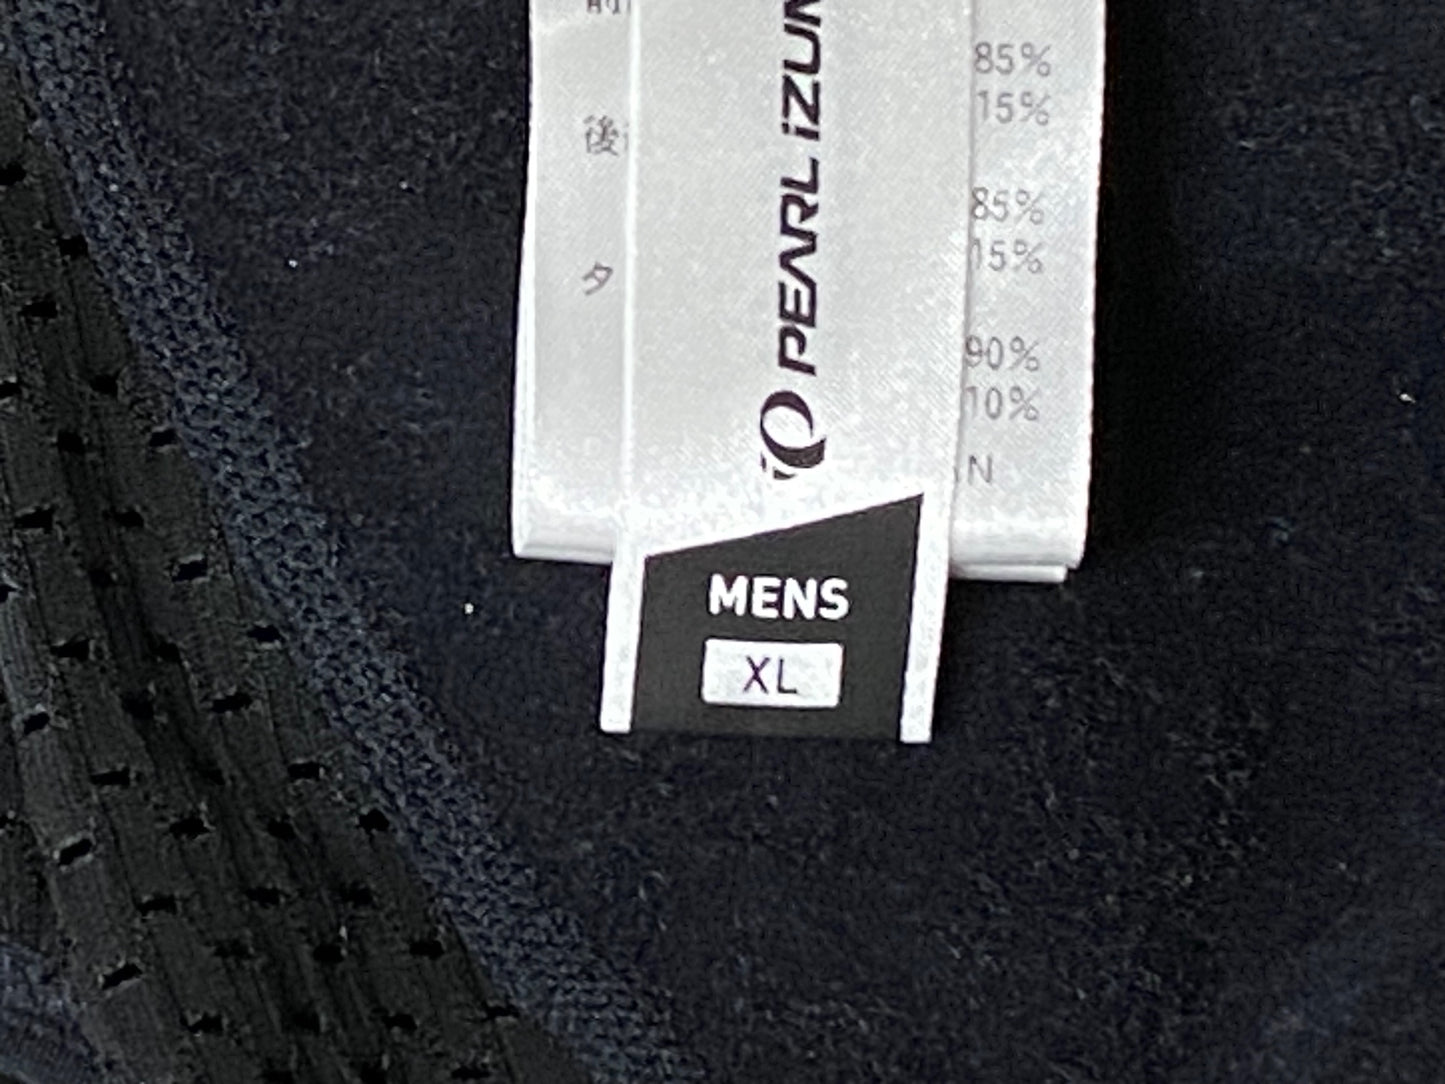 後
85%
15%
85%
15%
タ
90%
10%
N
PEARL iZUM
MENS
XL